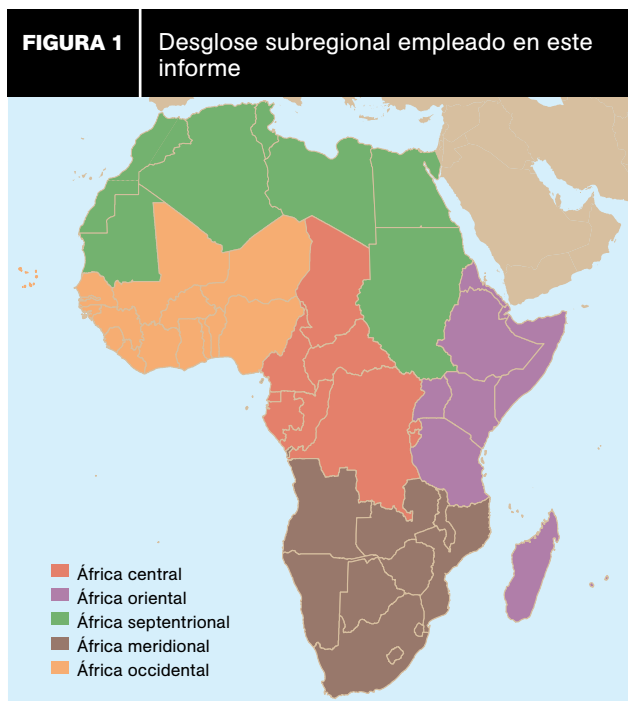 FIGURA 1
Desglose subregional empleado en este
informe
África central
África oriental
África septentrional
África meridional
África occidental